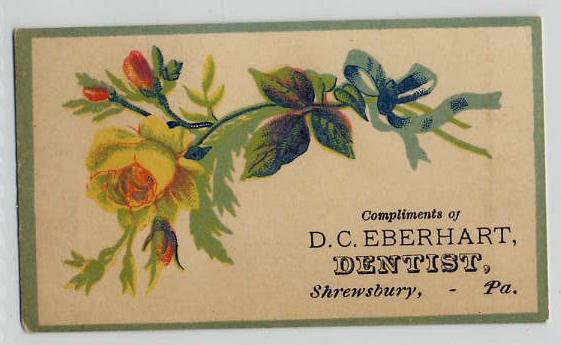 Compliments of
D. C. EBERHART,
DENTIST,
Shrewsbury, - Pa.